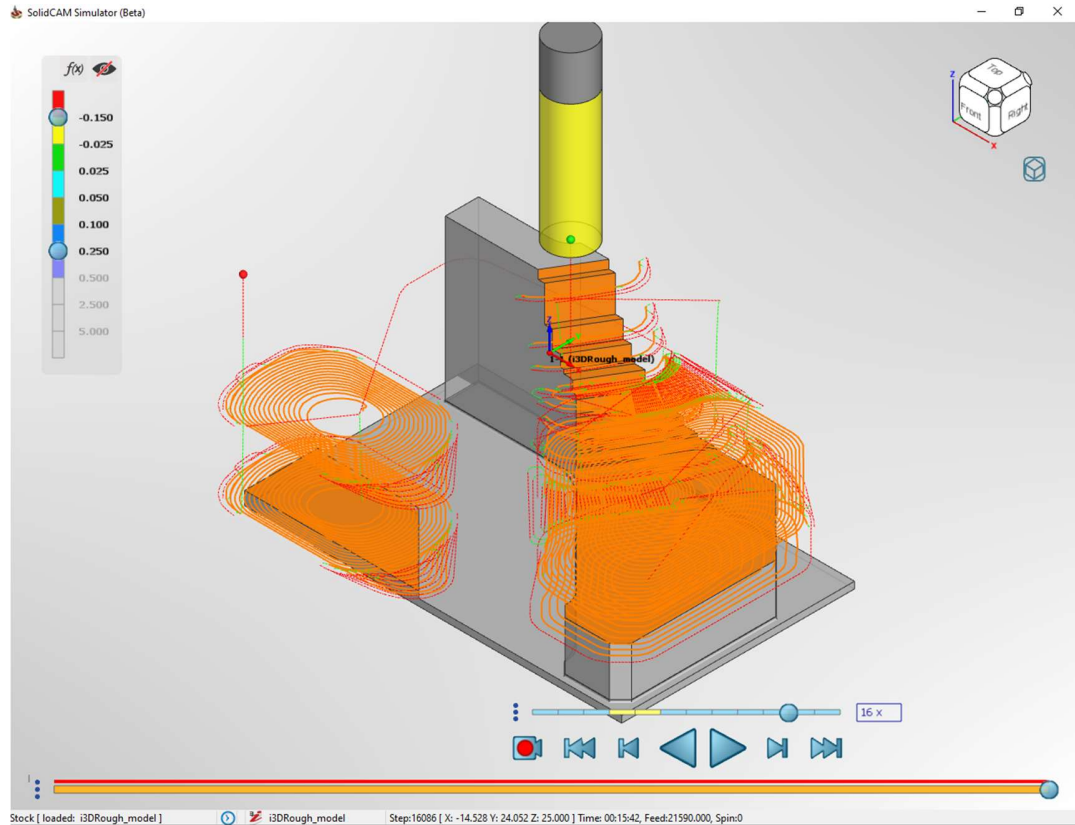 SolidCAM Simulator (Beta)
f(x)
-0.150
-0.025
0.025
0.050
0.100
0.250
0.500
2.500
5.000
Top
Front
Right
Z
X
Z
X
(i3DRough_model)
16 x
Stock [ loaded: i3DRough_model ]
i3DRough_model
Step:16086 [ X: -14.528 Y: 24.052 Z: 25.000 ] Time: 00:15:42, Feed:21590.000, Spin:0